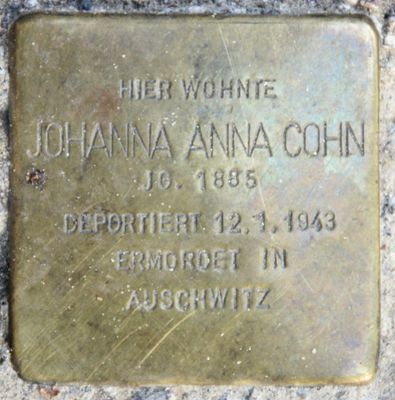 HIER WOHNTE
JOHANNA ANNA COHN
JG. 1885
DEPORTIERT 12.1.1943
ERMORDET IN
AUSCHWITZ